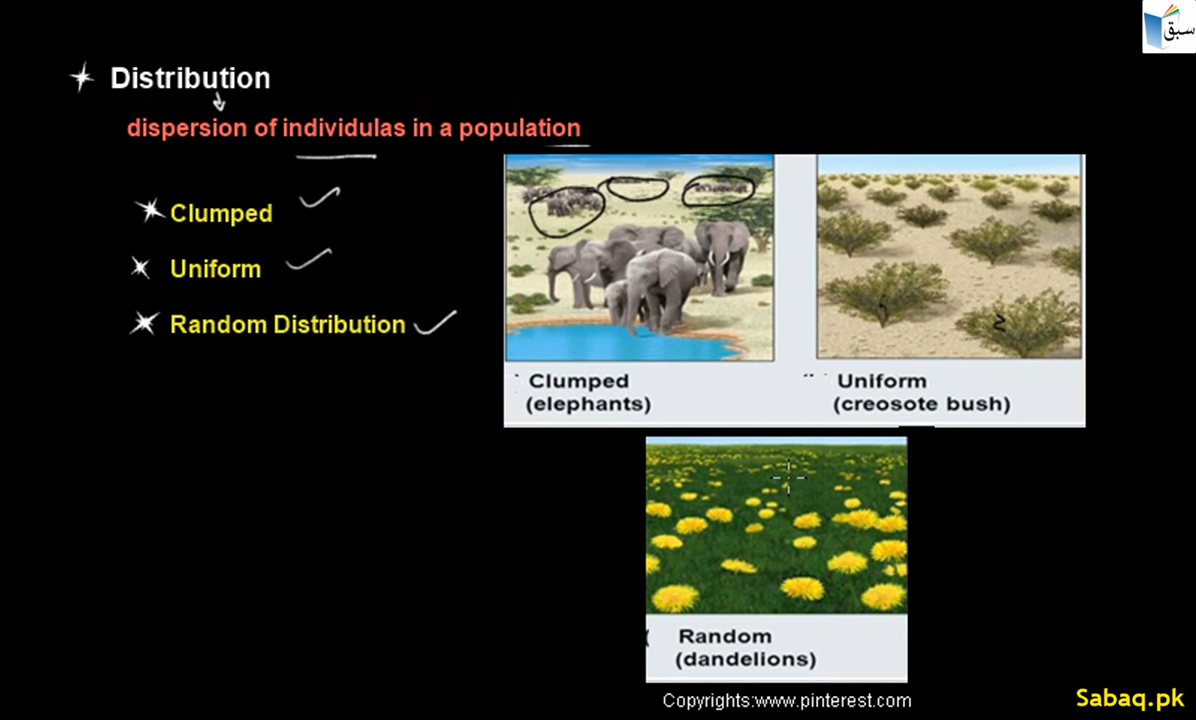 سبق
Distribution
dispersion of individulas in a population
Clumped
Uniform
Random Distribution
Clumped
(elephants)
Uniform
(creosote bush)
2
Random
(dandelions)
Copyrights:www.pinterest.com
Sabaq.pk